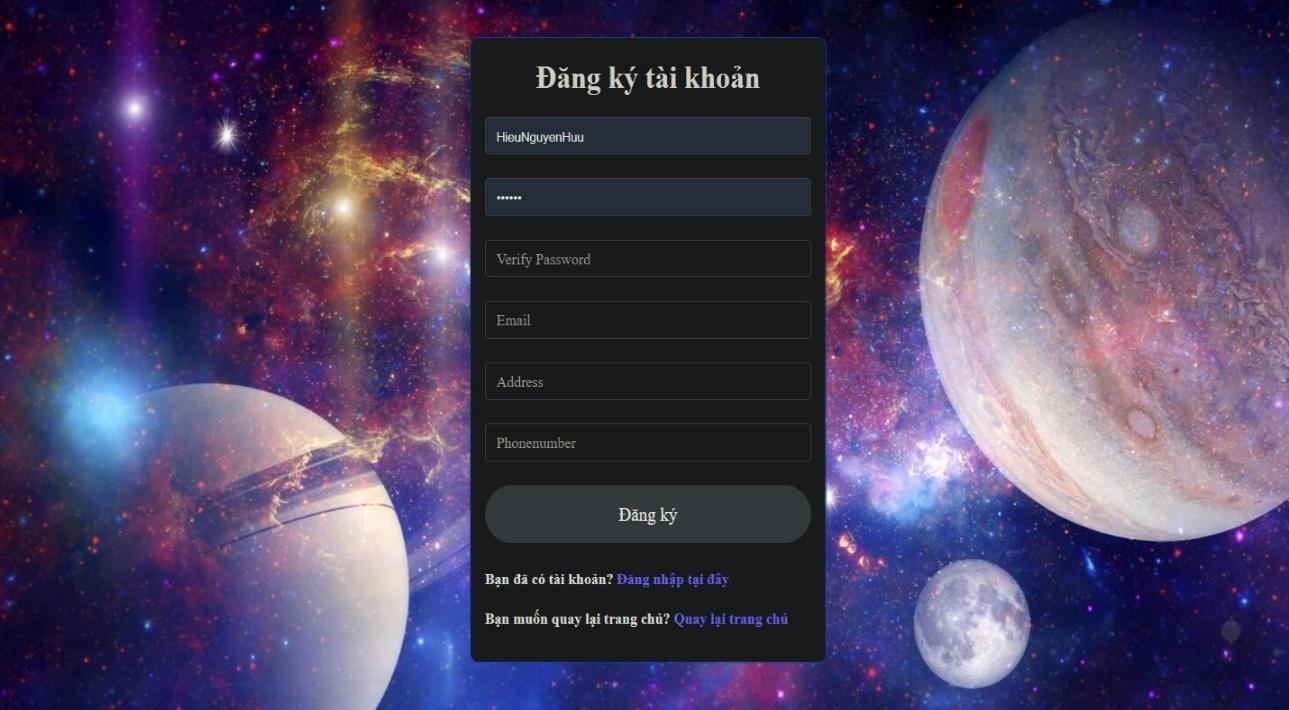 Đăng ký tài khoản
HieuNguyenHuu
••••••
Verify Password
Email
Address
Phonenumber
Đăng ký
Bạn đã có tài khoản? Đăng nhập tại đây
Bạn muốn quay lại trang chủ? Quay lại trang chủ